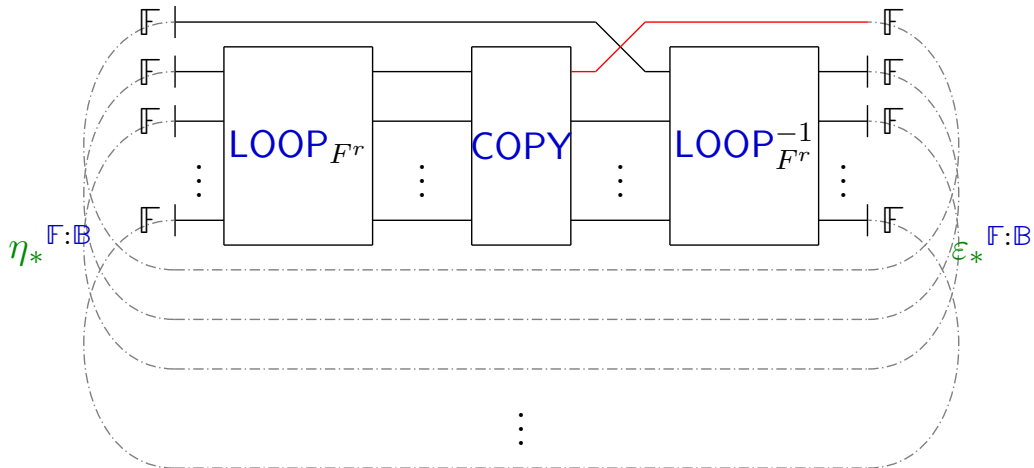 𝔽 𝔽
𝔽 𝔽
𝔽 𝔽
LOOP_{F^r} COPY LOOP^{-1}_{F^r}
⋮ ⋮ ⋮ ⋮
𝔽 𝔽
η_*^{𝔽:𝔹} ε_*^{𝔽:𝔹}
⋮